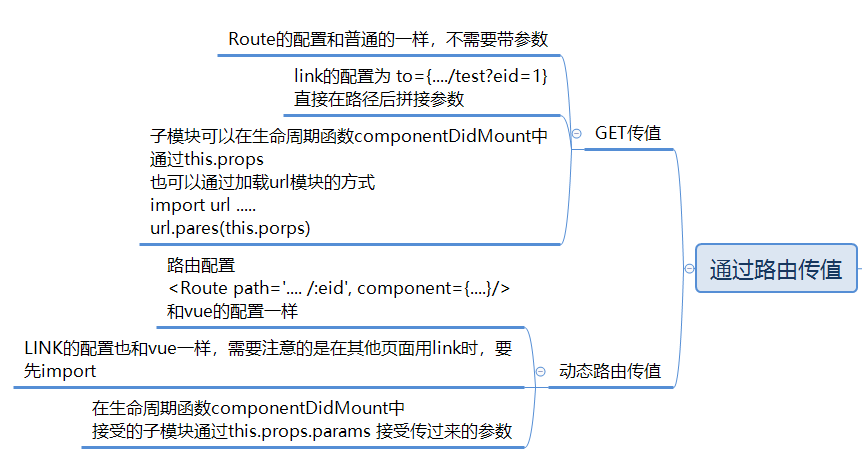 Route的配置和普通的一样，不需要带参数
link的配置为 to={..../test?eid=1}
直接在路径后拼接参数
子模块可以在生命周期函数componentDidMount中
通过this.props
也可以通过加载url模块的方式
import url .....
url.pares(this.porps)
GET传值
通过路由传值
路由配置
<Route path='.... /:eid', component={....}/>
和vue的配置一样
LINK的配置也和vue一样，需要注意的是在其他页面用link时，要
先import
动态路由传值
在生命周期函数componentDidMount中
接受的子模块通过this.props.params 接受传过来的参数